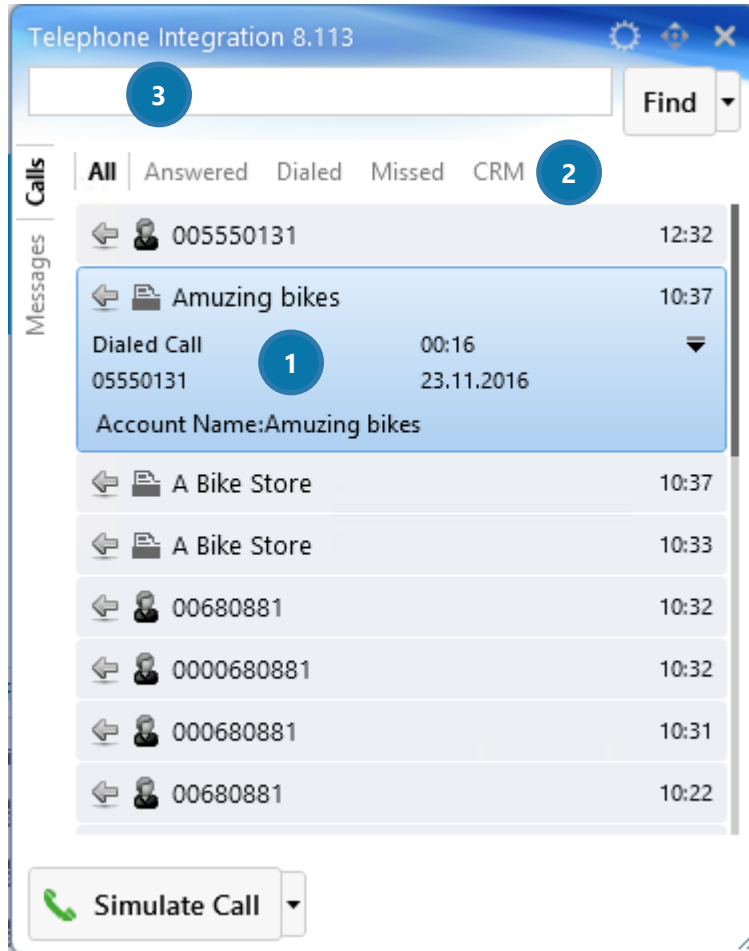 Telephone Integration 8.113
3
Find
Calls
Messages
All Answered Dialed Missed CRM 2
005550131 12:32
Amuzing bikes 10:37
Dialed Call 00:16
1
05550131 23.11.2016
Account Name:Amuzing bikes
A Bike Store 10:37
A Bike Store 10:33
00680881 10:32
0000680881 10:32
000680881 10:31
00680881 10:22
Simulate Call